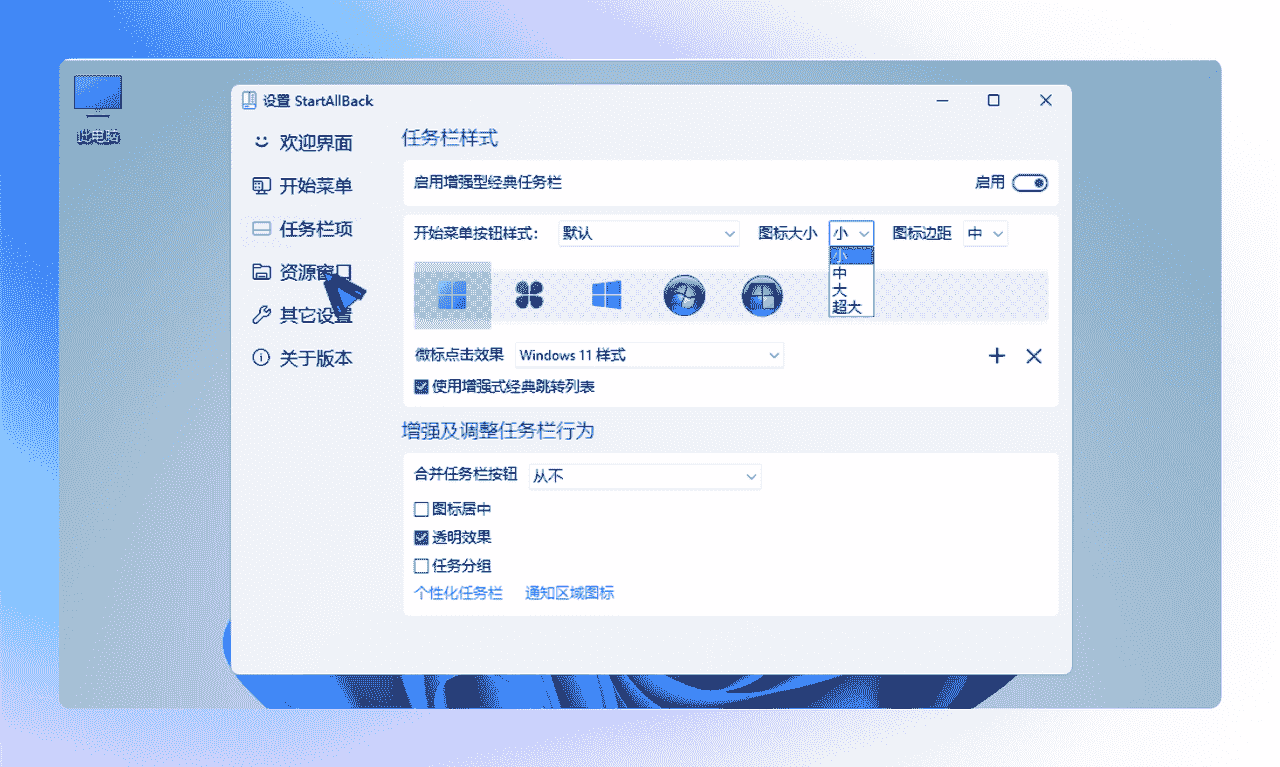 此电脑
设置 StartAllBack
欢迎界面
开始菜单
任务栏项
资源窗口
其它设置
关于版本
任务栏样式
启用增强型经典任务栏 启用
开始菜单按钮样式： 默认 图标大小 小 图标边距 中
小
中
大
超大
徽标点击效果 Windows 11 样式
使用增强式经典跳转列表
增强及调整任务栏行为
合并任务栏按钮 从不
图标居中
透明效果
任务分组
个性化任务栏 通知区域图标